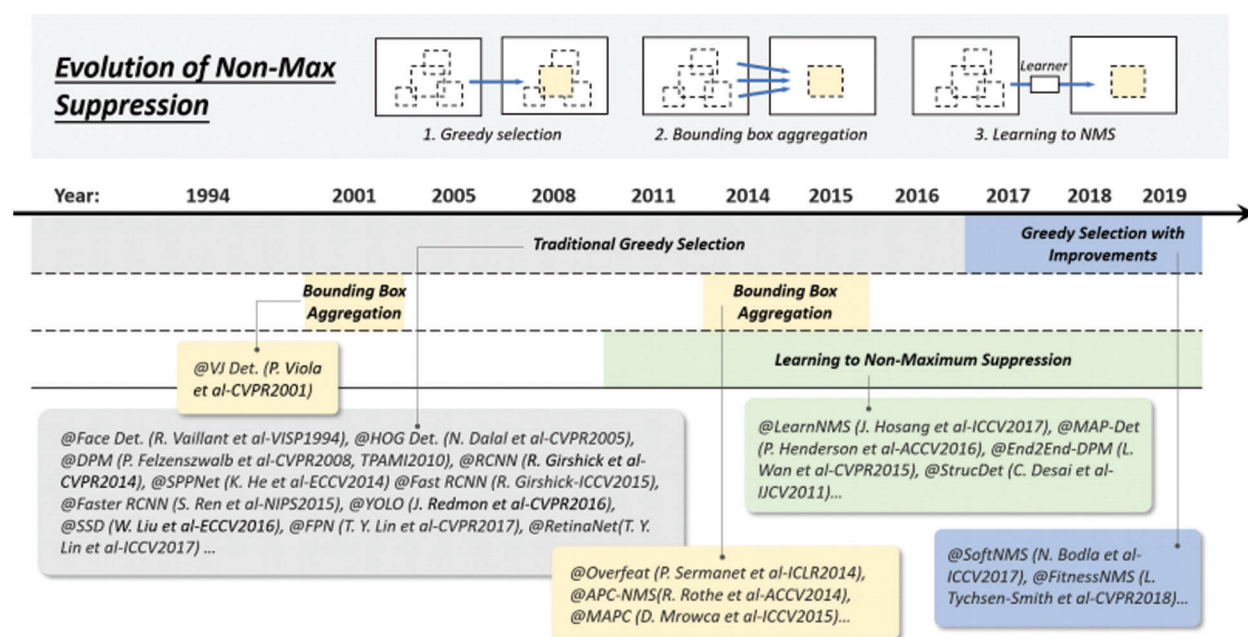 Evolution of Non-Max
Suppression
Learner
1. Greedy selection
2. Bounding box aggregation
3. Learning to NMS
Year: 1994 2001 2005 2008 2011 2014 2015 2016 2017 2018 2019
Traditional Greedy Selection
Greedy Selection with
Improvements
Bounding Box
Aggregation
Bounding Box
Aggregation
Learning to Non-Maximum Suppression
@VJ Det. (P. Viola
et al-CVPR2001)
@Face Det. (R. Vaillant et al-VISP1994), @HOG Det. (N. Dalal et al-CVPR2005),
@DPM (P. Felzenszwalb et al-CVPR2008, TPAMI2010), @RCNN (R. Girshick et al-
CVPR2014), @SPPNet (K. He et al-ECCV2014) @Fast RCNN (R. Girshick-ICCV2015),
@Faster RCNN (S. Ren et al-NIPS2015), @YOLO (J. Redmon et al-CVPR2016),
@SSD (W. Liu et al-ECCV2016), @FPN (T. Y. Lin et al-CVPR2017), @RetinaNet(T. Y.
Lin et al-ICCV2017) ...
@LearnNMS (J. Hosang et al-ICCV2017), @MAP-Det
(P. Henderson et al-ACCV2016), @End2End-DPM (L.
Wan et al-CVPR2015), @StrucDet (C. Desai et al-
IJCV2011)...
@Overfeat (P. Sermanet et al-ICLR2014),
@APC-NMS(R. Rothe et al-ACCV2014),
@MAPC (D. Mrowca et al-ICCV2015)...
@SoftNMS (N. Bodla et al-
ICCV2017), @FitnessNMS (L.
Tychsen-Smith et al-CVPR2018)...